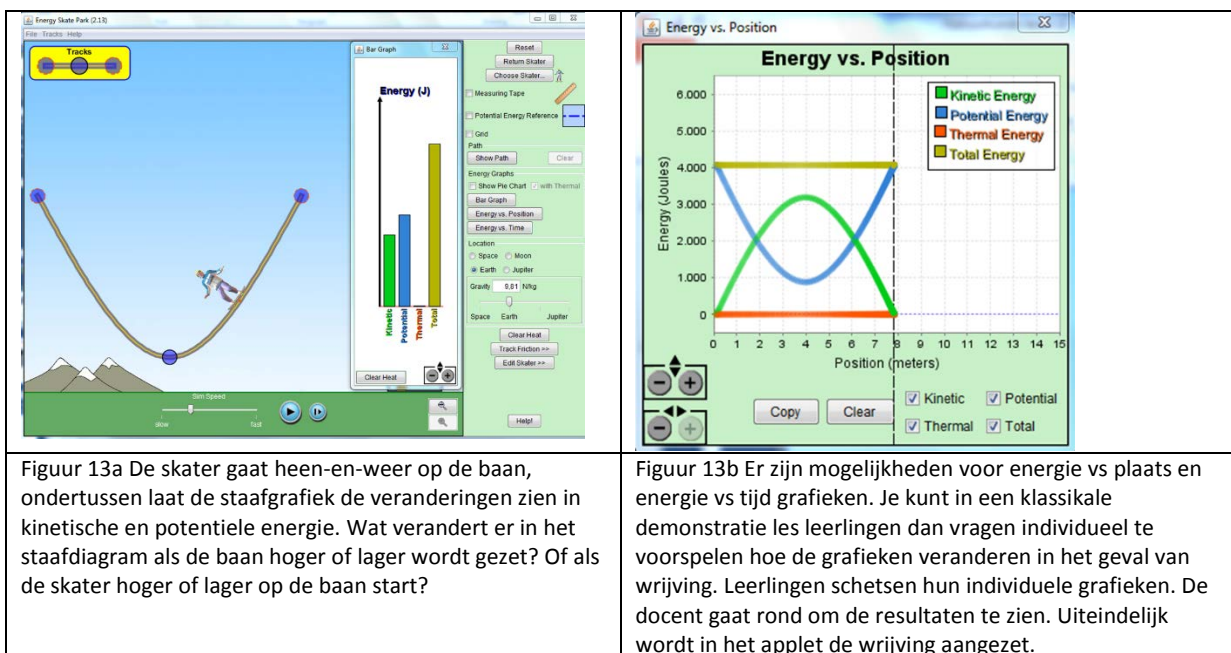 Energy Skate Park (2.13)
File Tracks Help
Tracks
Bar Graph
Energy (J)
Kinetic
Potential
Thermal
Total
Clear Heat
Reset
Return Skater
Choose Skater...
Measuring Tape
Potential Energy Reference
Grid
Path
Show Path Clear
Energy Graphs
Show Pie Chart with Thermal
Bar Graph
Energy vs. Position
Energy vs. Time
Location
Space Moon
Earth Jupiter
Gravity 9,81 N/kg
Space Earth Jupiter
Clear Heat
Track Friction >>
Edit Skater >>
Help!
Sim Speed
slow fast
Energy vs. Position
Energy vs. Position
Kinetic Energy
Potential Energy
Thermal Energy
Total Energy
Energy (Joules)
6.000
5.000
4.000
3.000
2.000
1.000
0
0 1 2 3 4 5 6 7 8 9 10 11 12 13 14 15
Position (meters)
Copy Clear
Kinetic Potential
Thermal Total
Figuur 13a De skater gaat heen-en-weer op de baan,
ondertussen laat de staafgrafiek de veranderingen zien in
kinetische en potentiele energie. Wat verandert er in het
staafdiagram als de baan hoger of lager wordt gezet? Of als
de skater hoger of lager op de baan start?
Figuur 13b Er zijn mogelijkheden voor energie vs plaats en
energie vs tijd grafieken. Je kunt in een klassikale
demonstratie les leerlingen dan vragen individueel te
voorspelen hoe de grafieken veranderen in het geval van
wrijving. Leerlingen schetsen hun individuele grafieken. De
docent gaat rond om de resultaten te zien. Uiteindelijk
wordt in het applet de wrijving aangezet.